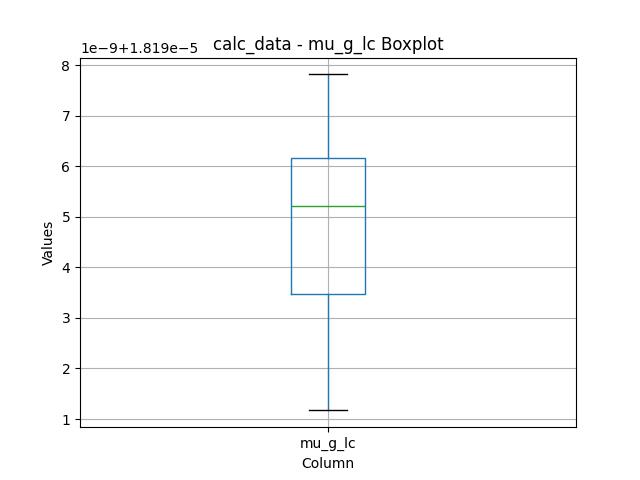 calc_data - mu_g_lc Boxplot
1e−9+1.819e−5
8
7
6
5
4
3
2
1
Values
mu_g_lc
Column